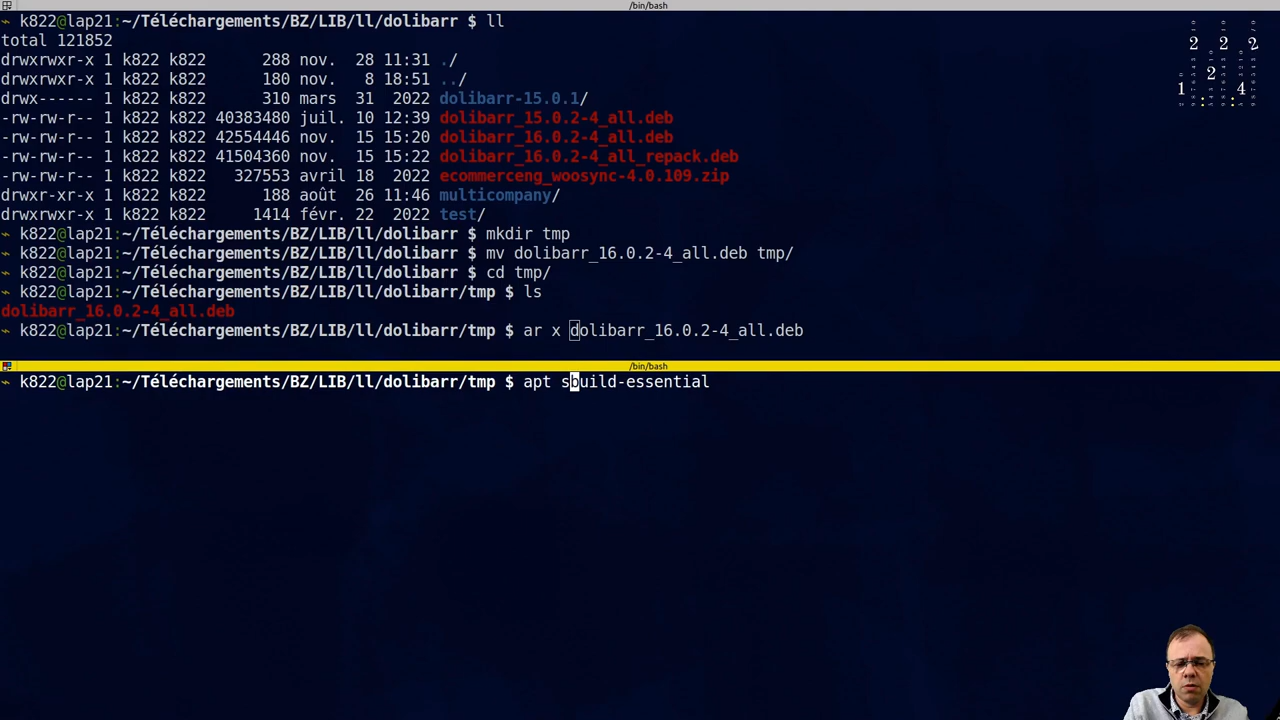 /bin/bash
k822@lap21:~/Téléchargements/BZ/LIB/ll/dolibarr $ ll
total 121852
drwxrwxr-x 1 k822 k822      288 nov.  28 11:31 ./
drwxrwxr-x 1 k822 k822      180 nov.   8 18:51 ../
drwx------ 1 k822 k822      310 mars  31  2022 dolibarr-15.0.1/
-rw-rw-r-- 1 k822 k822 40383480 juil. 10 12:39 dolibarr_15.0.2-4_all.deb
-rw-rw-r-- 1 k822 k822 42554446 nov.  15 15:20 dolibarr_16.0.2-4_all.deb
-rw-rw-r-- 1 k822 k822 41504360 nov.  15 15:22 dolibarr_16.0.2-4_all_repack.deb
-rw-rw-r-- 1 k822 k822   327553 avril 18  2022 ecommerceng_woosync-4.0.109.zip
drwxr-xr-x 1 k822 k822      188 août  26 11:46 multicompany/
drwxrwxr-x 1 k822 k822     1414 févr. 22  2022 test/
k822@lap21:~/Téléchargements/BZ/LIB/ll/dolibarr $ mkdir tmp
k822@lap21:~/Téléchargements/BZ/LIB/ll/dolibarr $ mv dolibarr_16.0.2-4_all.deb tmp/
k822@lap21:~/Téléchargements/BZ/LIB/ll/dolibarr $ cd tmp/
k822@lap21:~/Téléchargements/BZ/LIB/ll/dolibarr/tmp $ ls
dolibarr_16.0.2-4_all.deb
k822@lap21:~/Téléchargements/BZ/LIB/ll/dolibarr/tmp $ ar x dolibarr_16.0.2-4_all.deb
/bin/bash
k822@lap21:~/Téléchargements/BZ/LIB/ll/dolibarr/tmp $ apt sbuild-essential